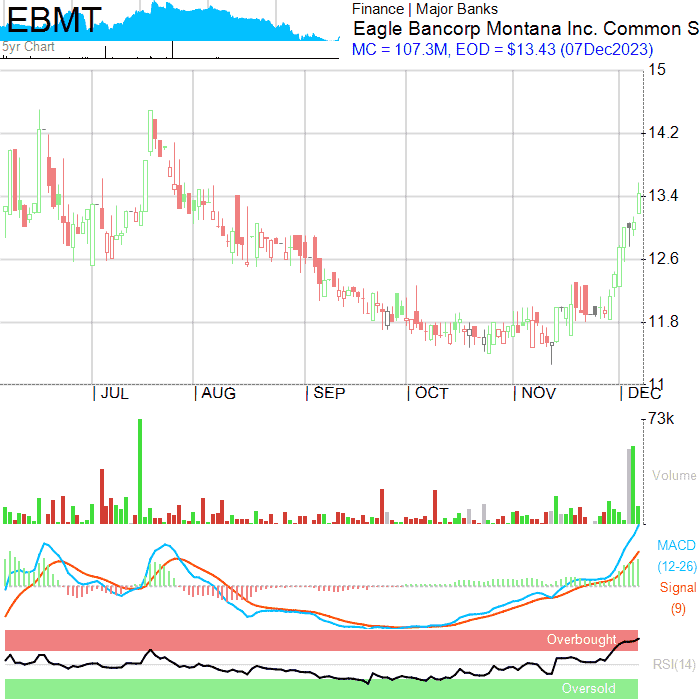 EBMT
5yr Chart
Finance | Major Banks
Eagle Bancorp Montana Inc. Common S
MC = 107.3M, EOD = $13.43 (07Dec2023)
15
14.2
13.4
12.6
11.8
11
JUL
AUG
SEP
OCT
NOV
DEC
73k
Volume
MACD
(12-26)
Signal
(9)
Overbought
RSI(14)
Oversold